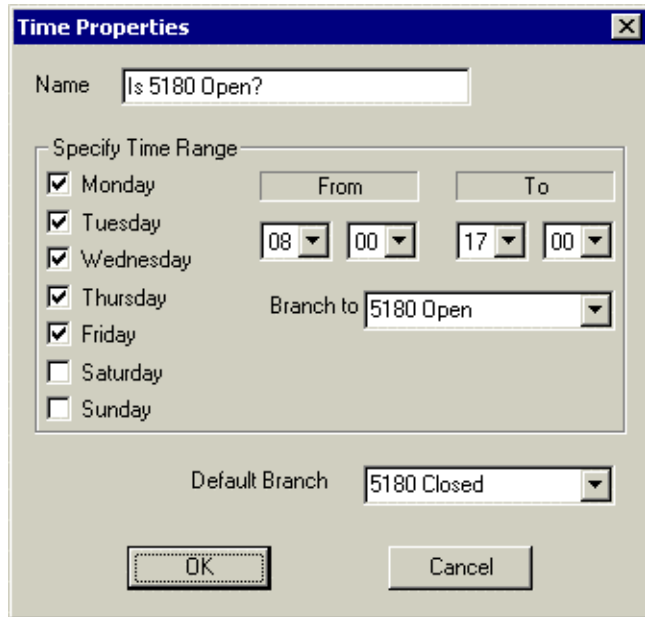 Time Properties
Name Is 5180 Open?
Specify Time Range
Monday From To
Tuesday
08 00 17 00
Wednesday
Thursday Branch to 5180 Open
Friday
Saturday
Sunday
Default Branch 5180 Closed
OK Cancel